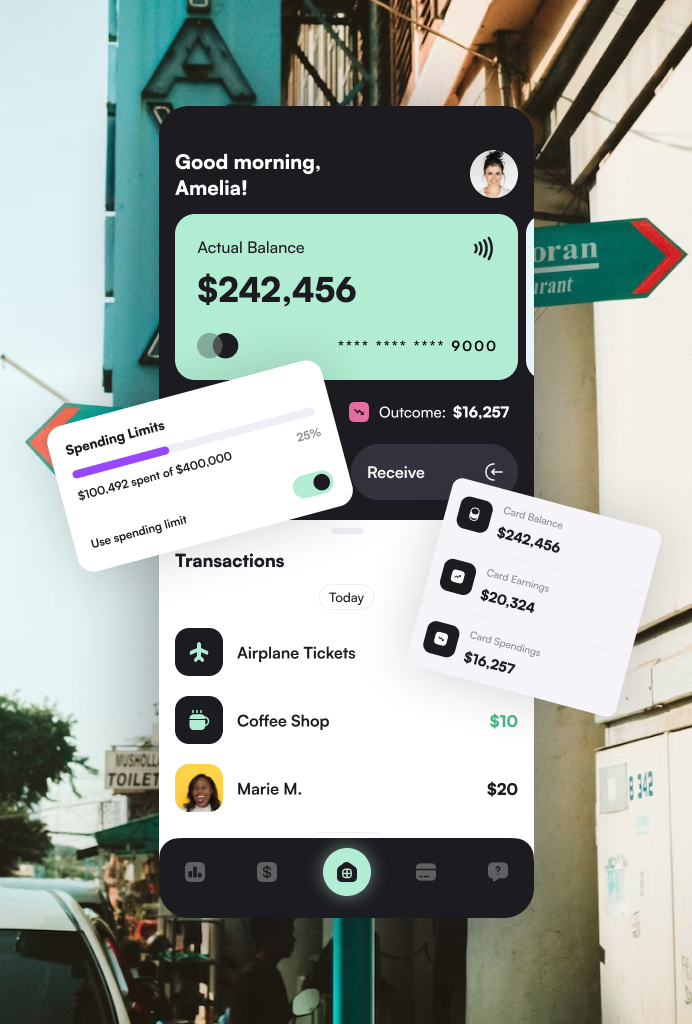 A
Good morning,
Amelia!
Actual Balance
$242,456
**** **** **** 9000
oran
urant
Spending Limits
25%
$100,492 spent of $400,000
Use spending limit
Outcome: $16,257
Receive
Card Balance
$242,456
Card Earnings
$20,324
Card Spendings
$16,257
Transactions
Today
Airplane Tickets
Coffee Shop
$10
Marie M.
$20
MUSHOLLA
TOILET
B 342
$
?